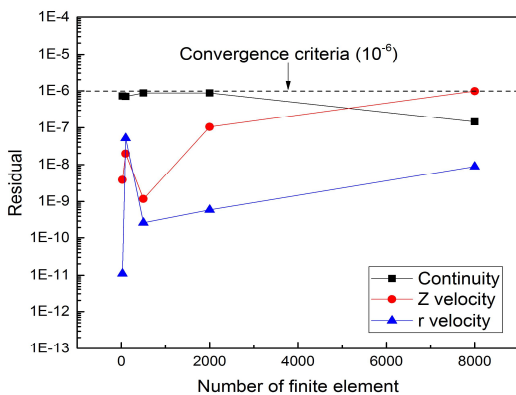 1E-4
1E-5
1E-6
1E-7
1E-8
1E-9
1E-10
1E-11
1E-12
1E-13
Residual
Convergence criteria (10⁻⁶)
Continuity
Z velocity
r velocity
0 2000 4000 6000 8000
Number of finite element